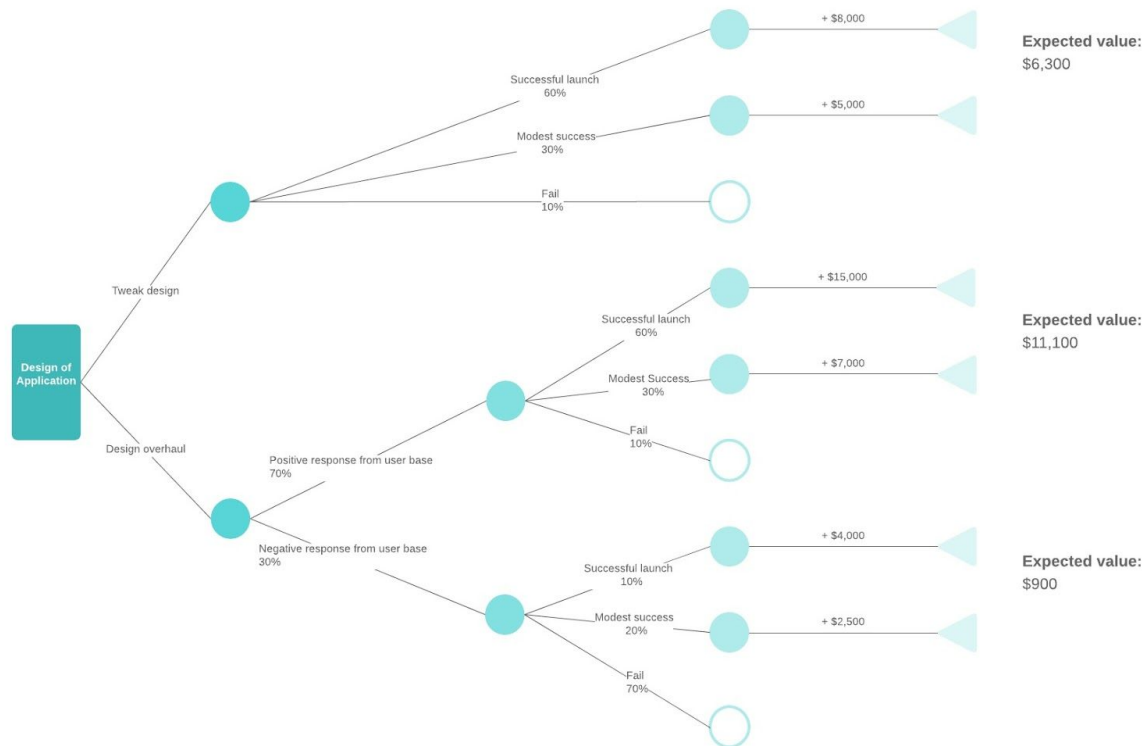 + $8,000
Expected value:
$6,300
Successful launch
60%
+ $5,000
Modest success
30%
Fail
10%
Tweak design
+ $15,000
Successful launch
60%
Expected value:
$11,100
+ $7,000
Modest Success
30%
Design of
Application
Fail
10%
Design overhaul
Positive response from user base
70%
Negative response from user base
30%
+ $4,000
Successful launch
10%
Expected value:
$900
Modest success
20%
+ $2,500
Fail
70%